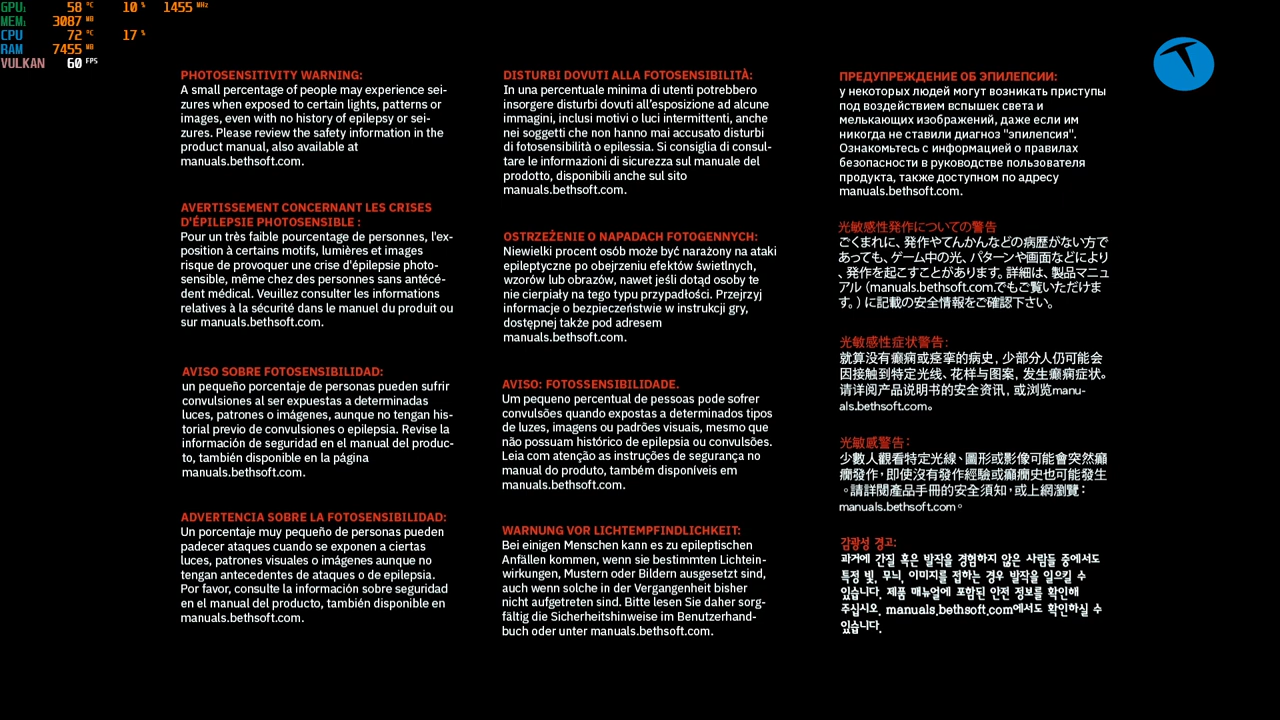 GPU1 58 °C 10 % 1455 MHz
MEM1 3087 MB
CPU 72 °C 17 %
RAM 7455 MB
VULKAN 60 FPS
PHOTOSENSITIVITY WARNING:
A small percentage of people may experience sei-
zures when exposed to certain lights, patterns or
images, even with no history of epilepsy or sei-
zures. Please review the safety information in the
product manual, also available at
manuals.bethsoft.com.
AVERTISSEMENT CONCERNANT LES CRISES
D'ÉPILEPSIE PHOTOSENSIBLE :
Pour un très faible pourcentage de personnes, l'ex-
position à certains motifs, lumières et images
risque de provoquer une crise d'épilepsie photo-
sensible, même chez des personnes sans antécé-
dent médical. Veuillez consulter les informations
relatives à la sécurité dans le manuel du produit ou
sur manuals.bethsoft.com.
AVISO SOBRE FOTOSENSIBILIDAD:
un pequeño porcentaje de personas pueden sufrir
convulsiones al ser expuestas a determinadas
luces, patrones o imágenes, aunque no tengan his-
torial previo de convulsiones o epilepsia. Revise la
información de seguridad en el manual del produc-
to, también disponible en la página
manuals.bethsoft.com.
ADVERTENCIA SOBRE LA FOTOSENSIBILIDAD:
Un porcentaje muy pequeño de personas pueden
padecer ataques cuando se exponen a ciertas
luces, patrones visuales o imágenes aunque no
tengan antecedentes de ataques o de epilepsia.
Por favor, consulte la información sobre seguridad
en el manual del producto, también disponible en
manuals.bethsoft.com.
DISTURBI DOVUTI ALLA FOTOSENSIBILITÀ:
In una percentuale minima di utenti potrebbero
insorgere disturbi dovuti all'esposizione ad alcune
immagini, inclusi motivi o luci intermittenti, anche
nei soggetti che non hanno mai accusato disturbi
di fotosensibilità o epilessia. Si consiglia di consul-
tare le informazioni di sicurezza sul manuale del
prodotto, disponibili anche sul sito
manuals.bethsoft.com.
OSTRZEŻENIE O NAPADACH FOTOGENNYCH:
Niewielki procent osób może być narażony na ataki
epileptyczne po obejrzeniu efektów świetlnych,
wzorów lub obrazów, nawet jeśli dotąd osoby te
nie cierpiały na tego typu przypadłości. Przejrzyj
informacje o bezpieczeństwie w instrukcji gry,
dostępnej także pod adresem
manuals.bethsoft.com.
AVISO: FOTOSSENSIBILIDADE.
Um pequeno percentual de pessoas pode sofrer
convulsões quando expostas a determinados tipos
de luzes, imagens ou padrões visuais, mesmo que
não possuam histórico de epilepsia ou convulsões.
Leia com atenção as instruções de segurança no
manual do produto, também disponíveis em
manuals.bethsoft.com.
WARNUNG VOR LICHTEMPFINDLICHKEIT:
Bei einigen Menschen kann es zu epileptischen
Anfällen kommen, wenn sie bestimmten Lichtein-
wirkungen, Mustern oder Bildern ausgesetzt sind,
auch wenn solche in der Vergangenheit bisher
nicht aufgetreten sind. Bitte lesen Sie daher sorg-
fältig die Sicherheitshinweise im Benutzerhand-
buch oder unter manuals.bethsoft.com.
ПРЕДУПРЕЖДЕНИЕ ОБ ЭПИЛЕПСИИ:
у некоторых людей могут возникать приступы
под воздействием вспышек света и
мелькающих изображений, даже если им
никогда не ставили диагноз "эпилепсия".
Ознакомьтесь с информацией о правилах
безопасности в руководстве пользователя
продукта, также доступном по адресу
manuals.bethsoft.com.
光敏感性発作についての警告
ごくまれに、発作やてんかんなどの病歴がない方で
あっても、ゲーム中の光、パターンや画面などにより
、発作を起こすことがあります。詳細は、製品マニュ
アル（manuals.bethsoft.comでもご覧いただけま
す。）に記載の安全情報をご確認下さい。
光敏感性症状警告：
就算没有癫痫或痉挛的病史，少部分人仍可能会
因接触到特定光线、花样与图案，发生癫痫症状。
请详阅产品说明书的安全资讯，或浏览manu-
als.bethsoft.com。
光敏感警告：
少數人觀看特定光線、圖形或影像可能會突然癲
癇發作，即使沒有發作經驗或癲癇史也可能發生
。請詳閱產品手冊的安全須知，或上網瀏覽：
manuals.bethsoft.com。
감광성 경고:
과거에 간질 혹은 발작을 경험하지 않은 사람들 중에서도
특정 빛, 무늬, 이미지를 접하는 경우 발작을 일으킬 수
있습니다. 제품 매뉴얼에 포함된 안전 정보를 확인해
주십시오. manuals.bethsoft.com에서도 확인하실 수
있습니다.